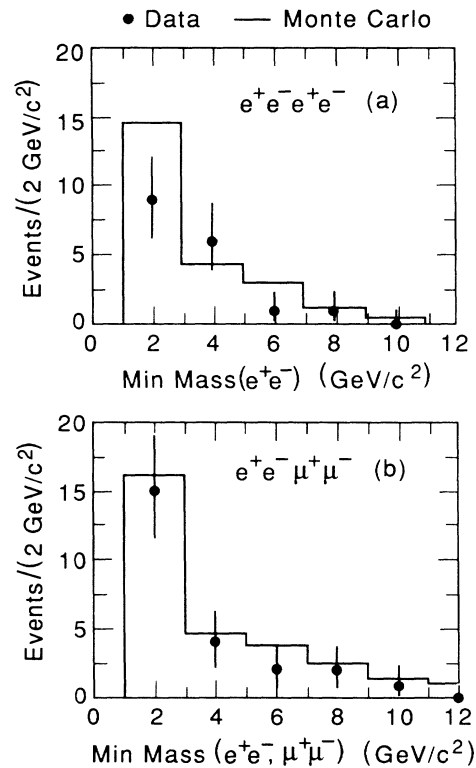 ● Data — Monte Carlo
20
15
10
5
0
Events/(2 GeV/c²)
e⁺e⁻e⁺e⁻ (a)
0 2 4 6 8 10 12
Min Mass(e⁺e⁻) (GeV/c²)
20
15
10
5
0
Events/(2 GeV/c²)
e⁺e⁻μ⁺μ⁻ (b)
0 2 4 6 8 10 12
Min Mass (e⁺e⁻, μ⁺μ⁻) (GeV/c²)